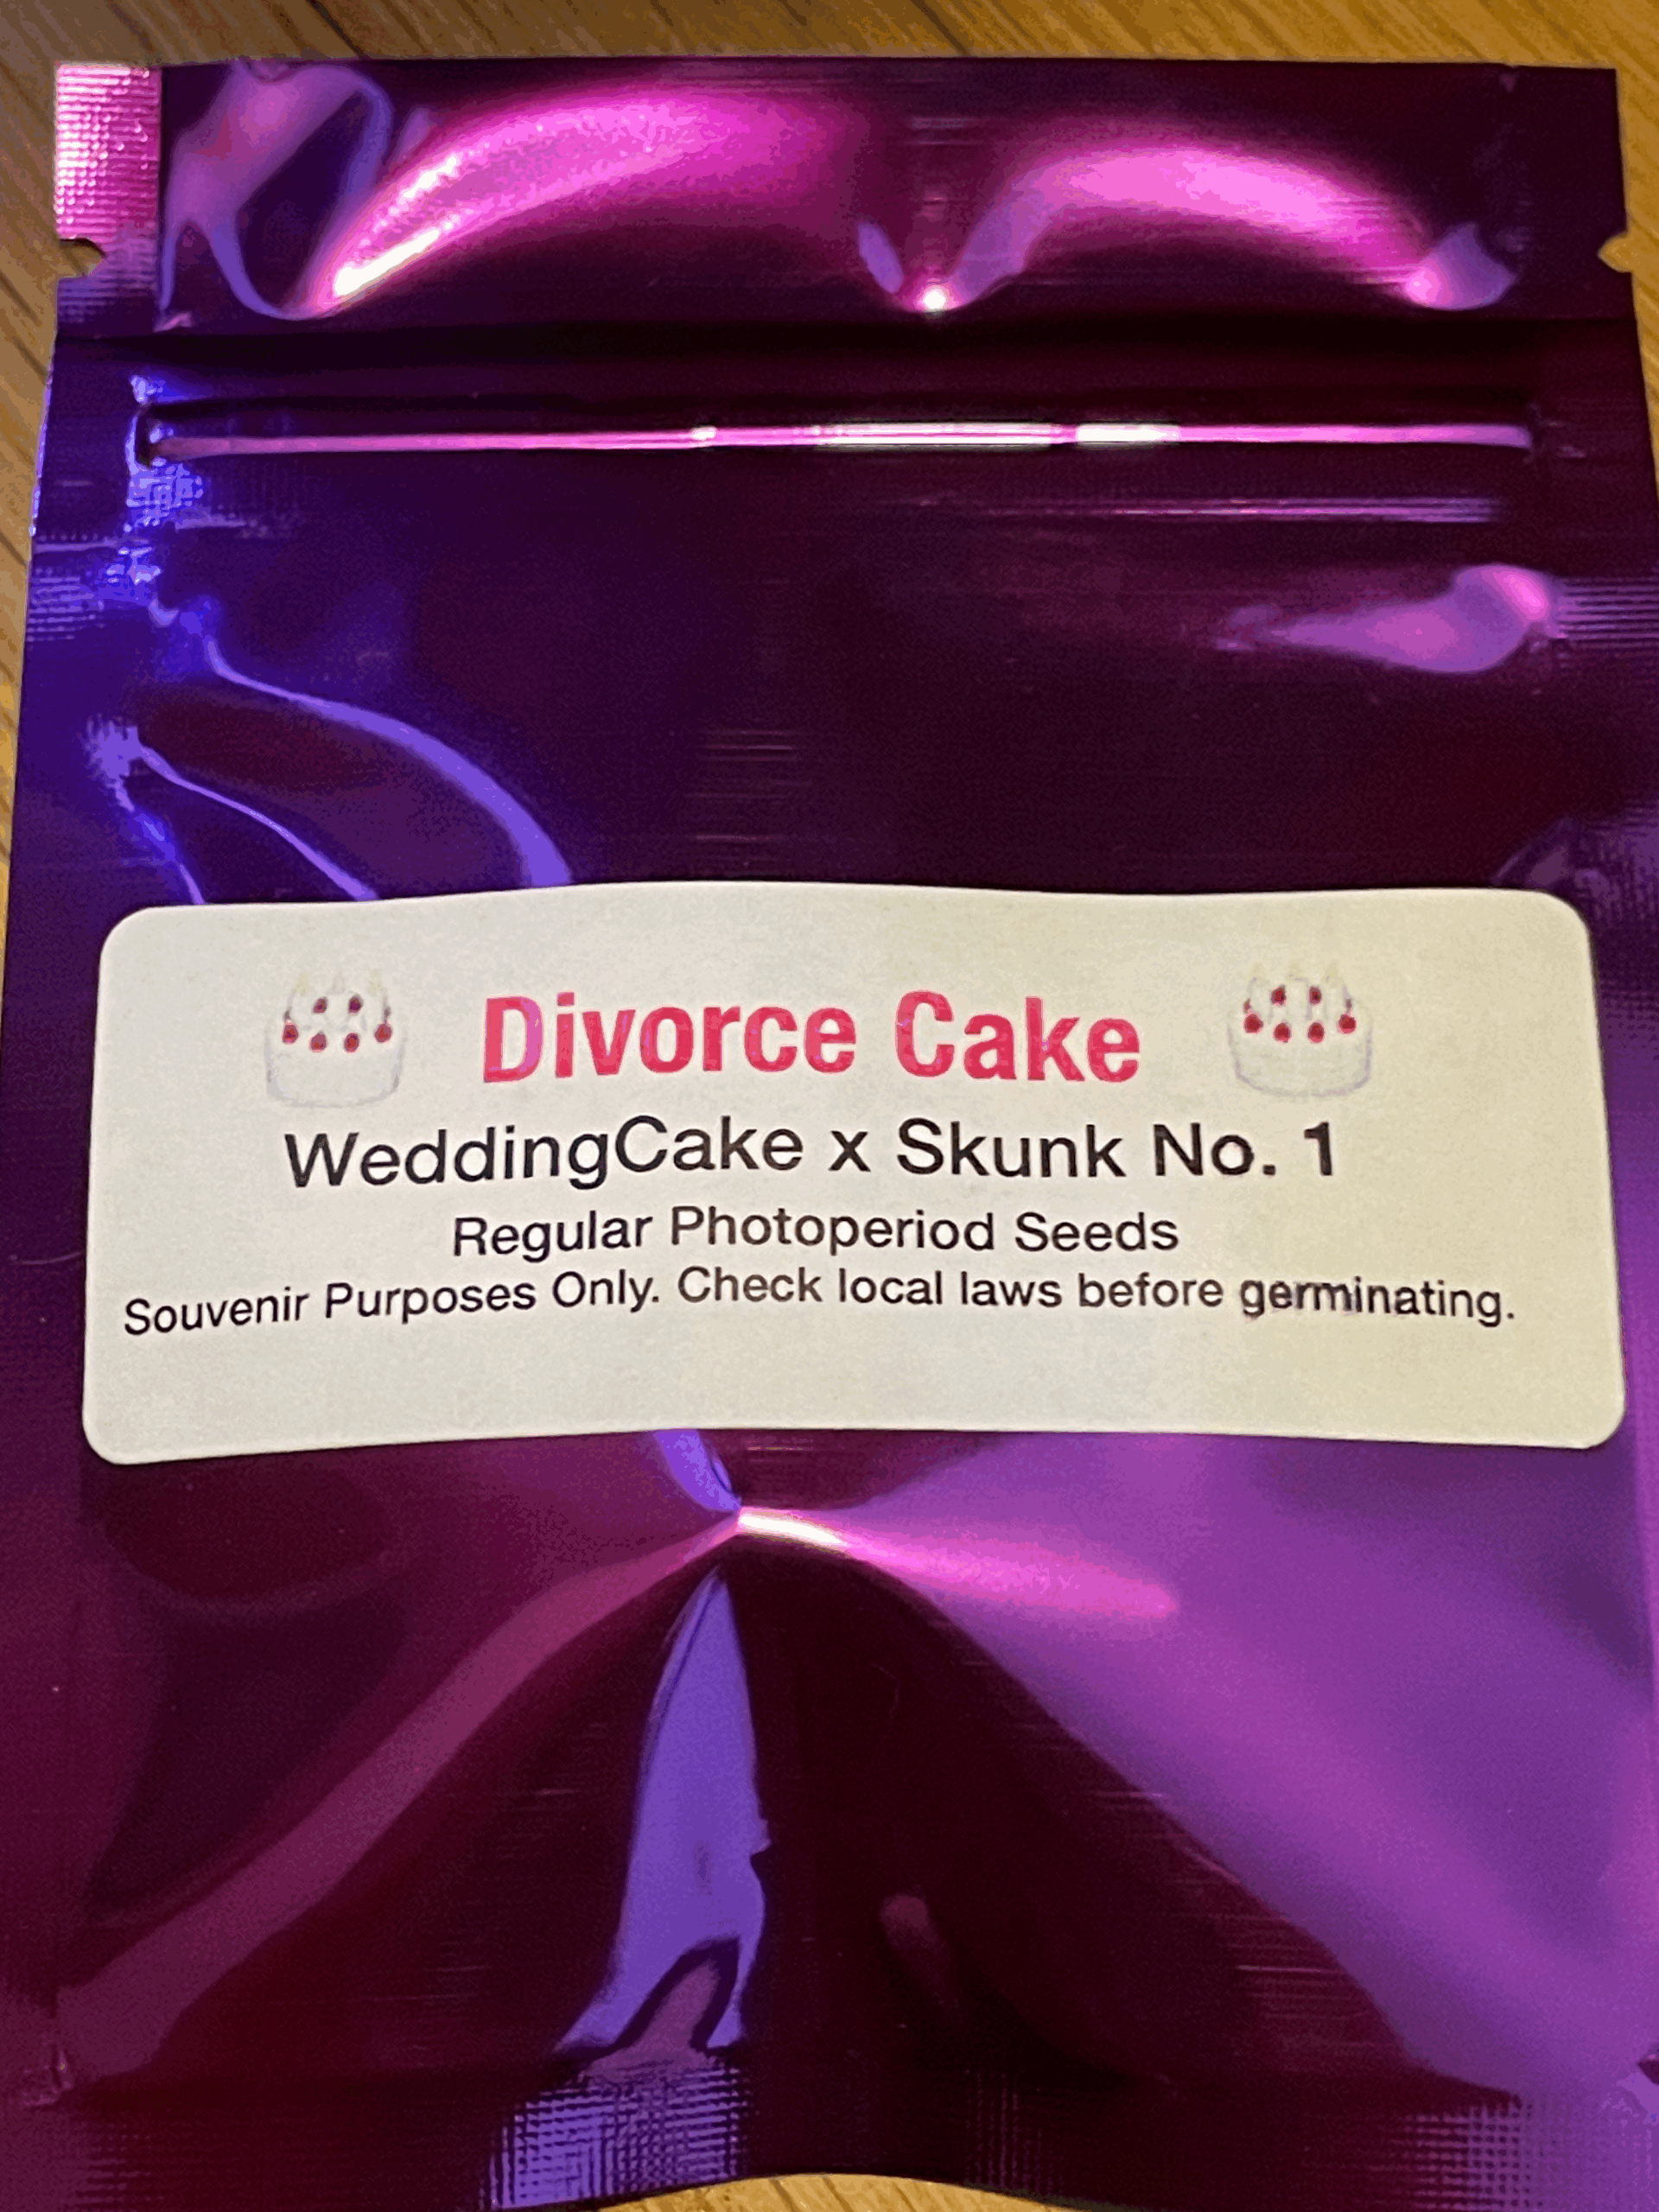 Divorce Cake
WeddingCake x Skunk No. 1
Regular Photoperiod Seeds
Souvenir Purposes Only. Check local laws before germinating.